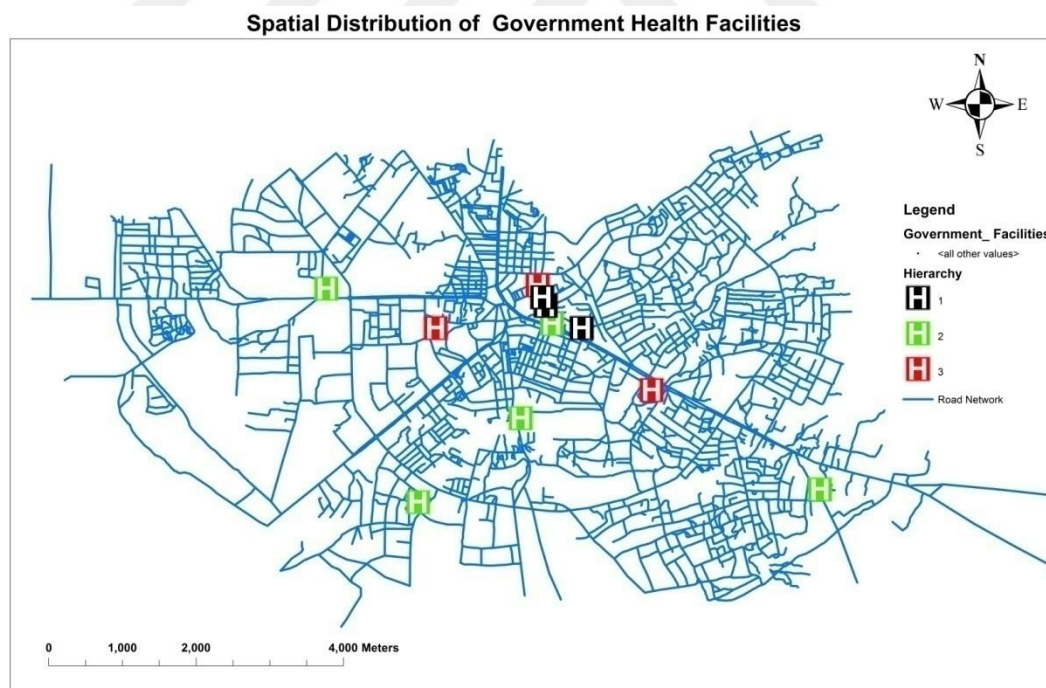 Spatial Distribution of Government Health Facilities
N
W E
S
Legend
Government_ Facilities
<all other values>
Hierarchy
H 1
H 2
H 3
Road Network
H
H
H
H
H
H
H
H
H
H
0 1,000 2,000 4,000 Meters